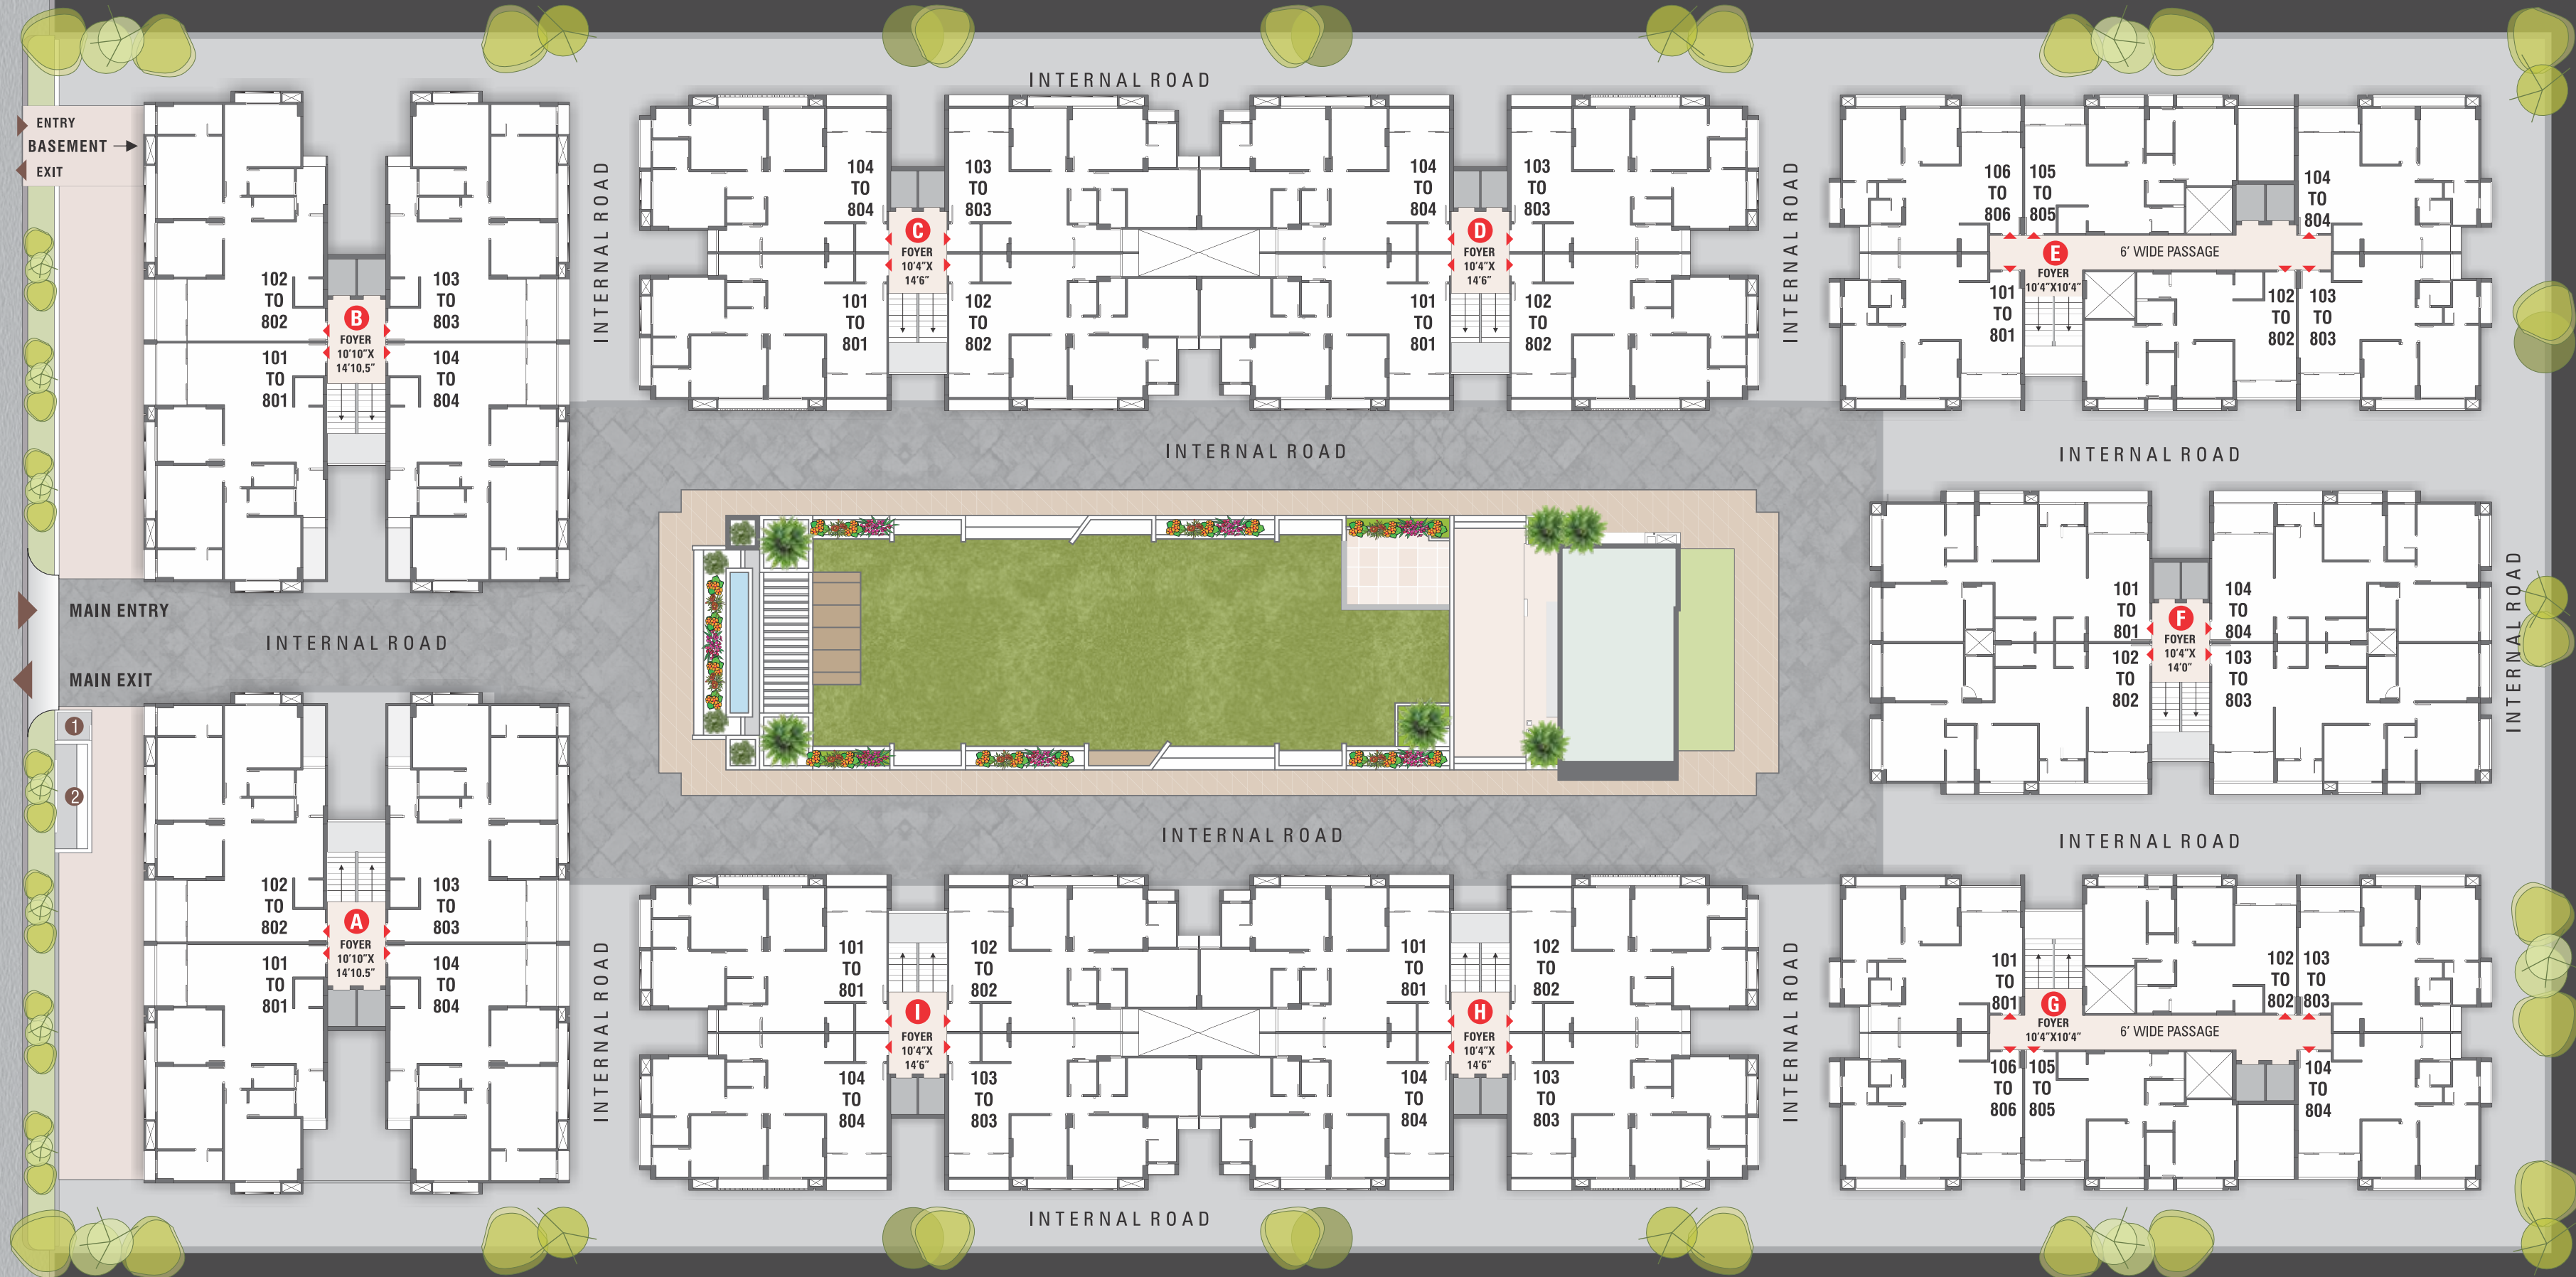 INTERNAL ROAD
ENTRY
BASEMENT
EXIT
INTERNAL ROAD
INTERNAL ROAD
102
TO
802
103
TO
803
B
FOYER
10'10"X
14'10.5"
101
TO
801
104
TO
804
104
TO
804
103
TO
803
C
FOYER
10'4"X
14'6"
101
TO
801
102
TO
802
104
TO
804
103
TO
803
D
FOYER
10'4"X
14'6"
101
TO
801
102
TO
802
106
TO
806
105
TO
805
104
TO
804
E
FOYER
10'4"X10'4"
6' WIDE PASSAGE
101
TO
801
102
TO
802
103
TO
803
INTERNAL ROAD
INTERNAL ROAD
MAIN ENTRY
INTERNAL ROAD
MAIN EXIT
101
TO
801
104
TO
804
F
FOYER
10'4"X
14'0"
102
TO
802
103
TO
803
INTERNAL ROAD
1
2
INTERNAL ROAD
INTERNAL ROAD
102
TO
802
103
TO
803
A
FOYER
10'10"X
14'10.5"
101
TO
801
104
TO
804
INTERNAL ROAD
INTERNAL ROAD
101
TO
801
102
TO
802
I
FOYER
10'4"X
14'6"
104
TO
804
103
TO
803
101
TO
801
102
TO
802
H
FOYER
10'4"X
14'6"
104
TO
804
103
TO
803
101
TO
801
102
TO
802
103
TO
803
G
FOYER
10'4"X10'4"
6' WIDE PASSAGE
106
TO
806
105
TO
805
104
TO
804
INTERNAL ROAD